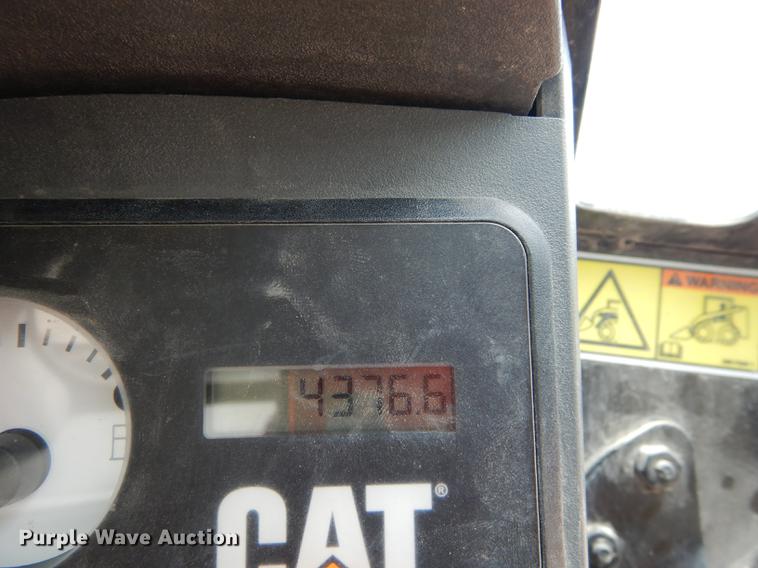 WARNING
4376.6
CAT®
Purple Wave Auction